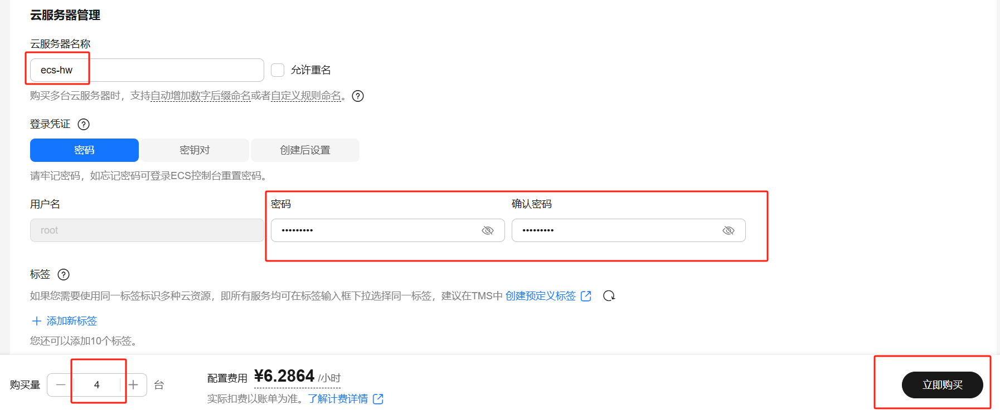 云服务器管理
云服务器名称
ecs-hw
允许重名
购买多台云服务器时，支持自动增加数字后缀命名或者自定义规则命名。 ?
登录凭证 ?
密码 密钥对 创建后设置
请牢记密码，如忘记密码可登录ECS控制台重置密码。
用户名 密码 确认密码
root ••••••••• •••••••••
标签 ?
如果您需要使用同一标签标识多种云资源，即所有服务均可在标签输入框下拉选择同一标签，建议在TMS中 创建预定义标签
+ 添加新标签
您还可以添加10个标签。
购买量 — 4 + 台 配置费用 ¥6.2864 /小时 立即购买
实际扣费以账单为准。了解计费详情